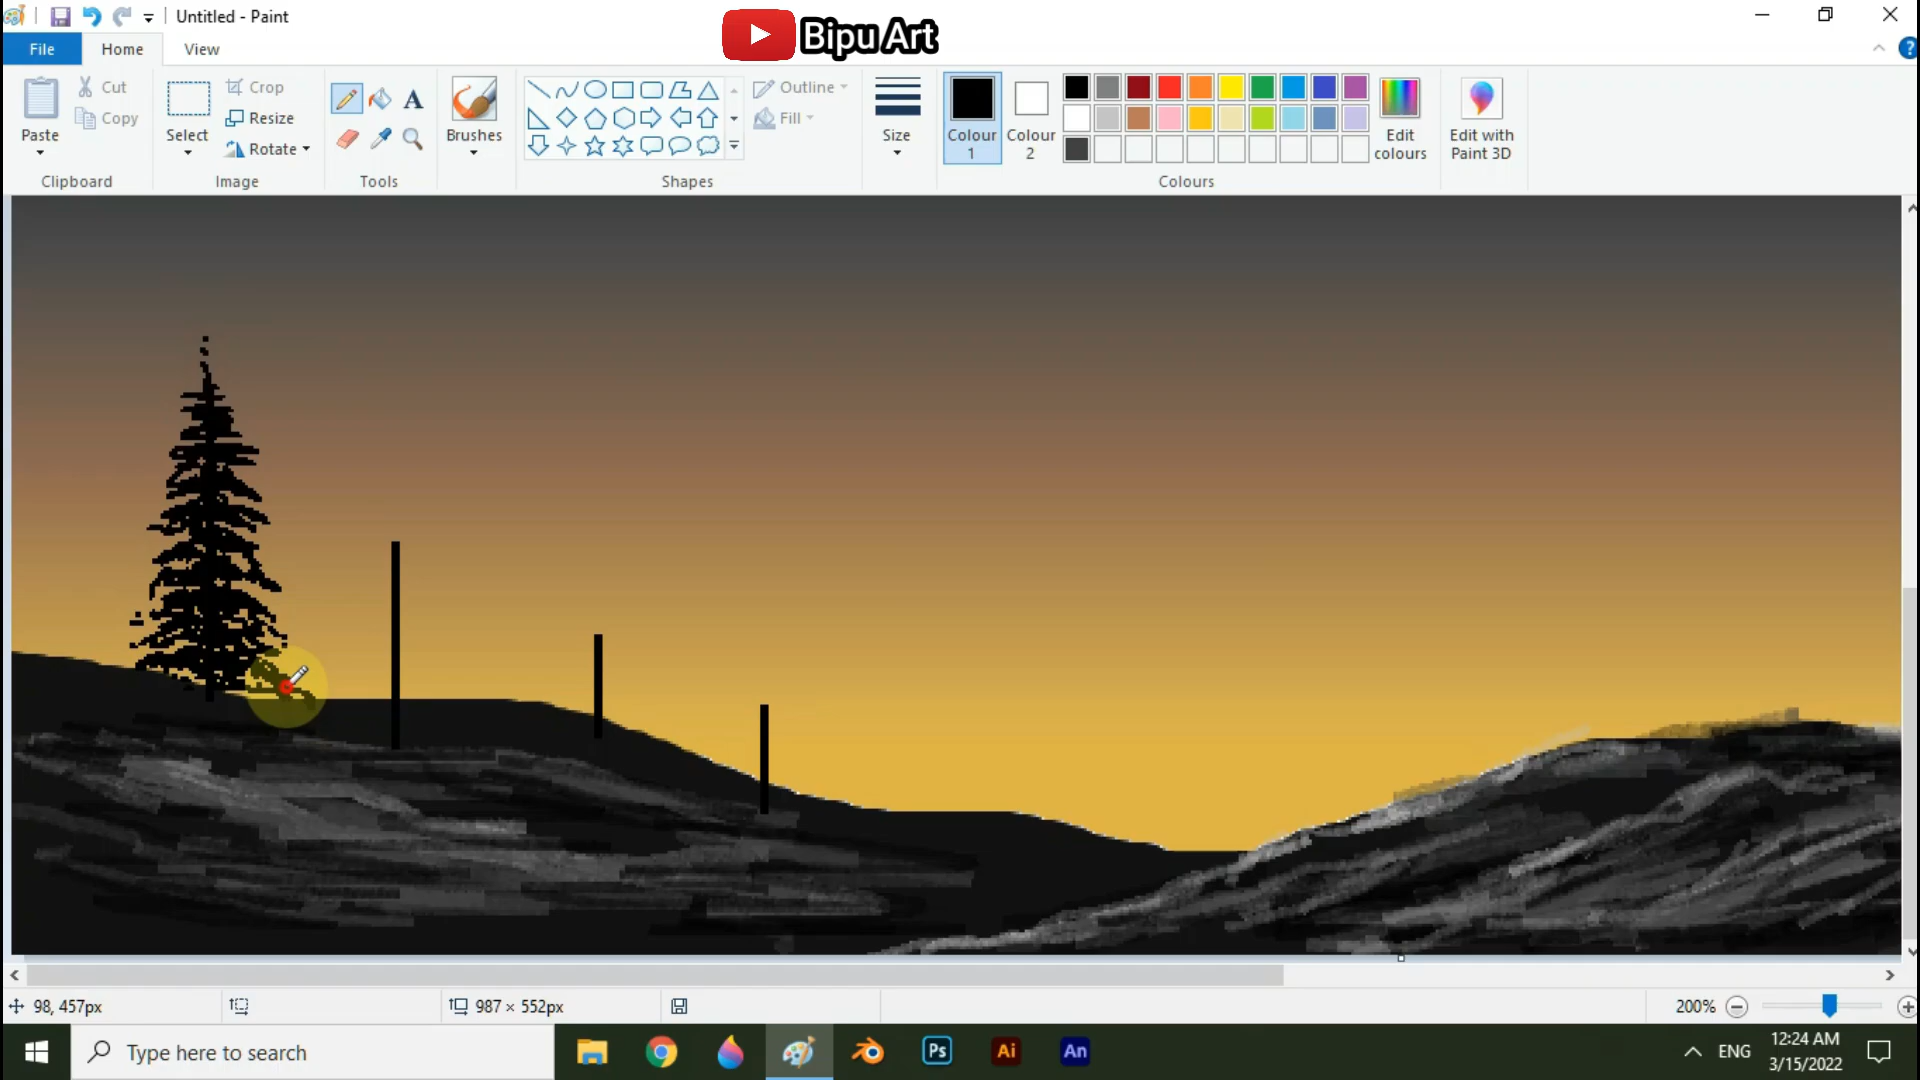 Untitled - Paint
Bipu Art
File
Home
View
Paste
Cut
Copy
Clipboard
Select
Crop
Resize
Rotate
Image
A
Tools
Brushes
Shapes
Outline
Fill
Size
Colour
1
Colour
2
Edit
colours
Colours
Edit with
Paint 3D
?
98, 457px
987 × 552px
200%
Type here to search
Ps
Ai
An
ENG
12:24 AM
3/15/2022